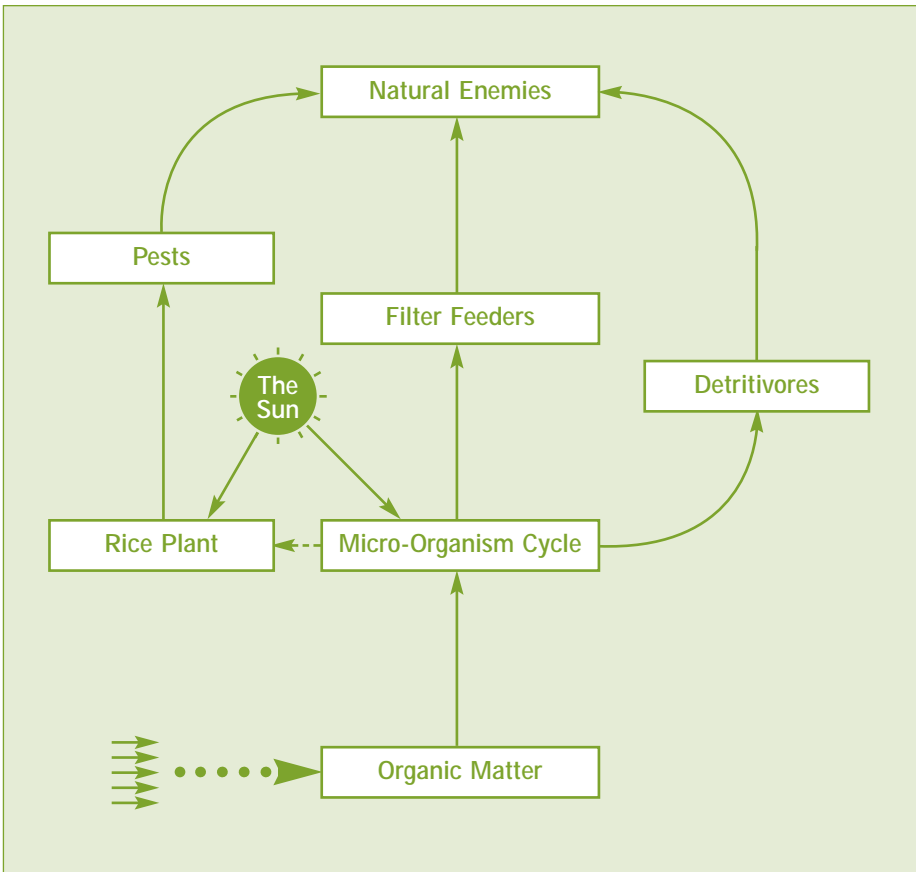 Natural Enemies
Pests
Filter Feeders
The
Sun
Detritivores
Rice Plant
Micro-Organism Cycle
Organic Matter